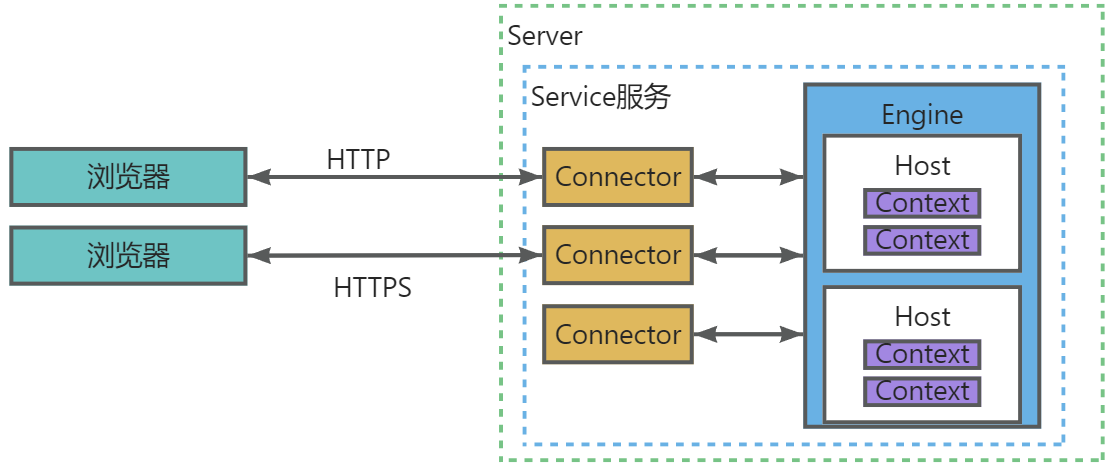 Server
Service服务
浏览器
HTTP
Connector
浏览器
HTTPS
Connector
Connector
Engine
Host
Context
Context
Host
Context
Context